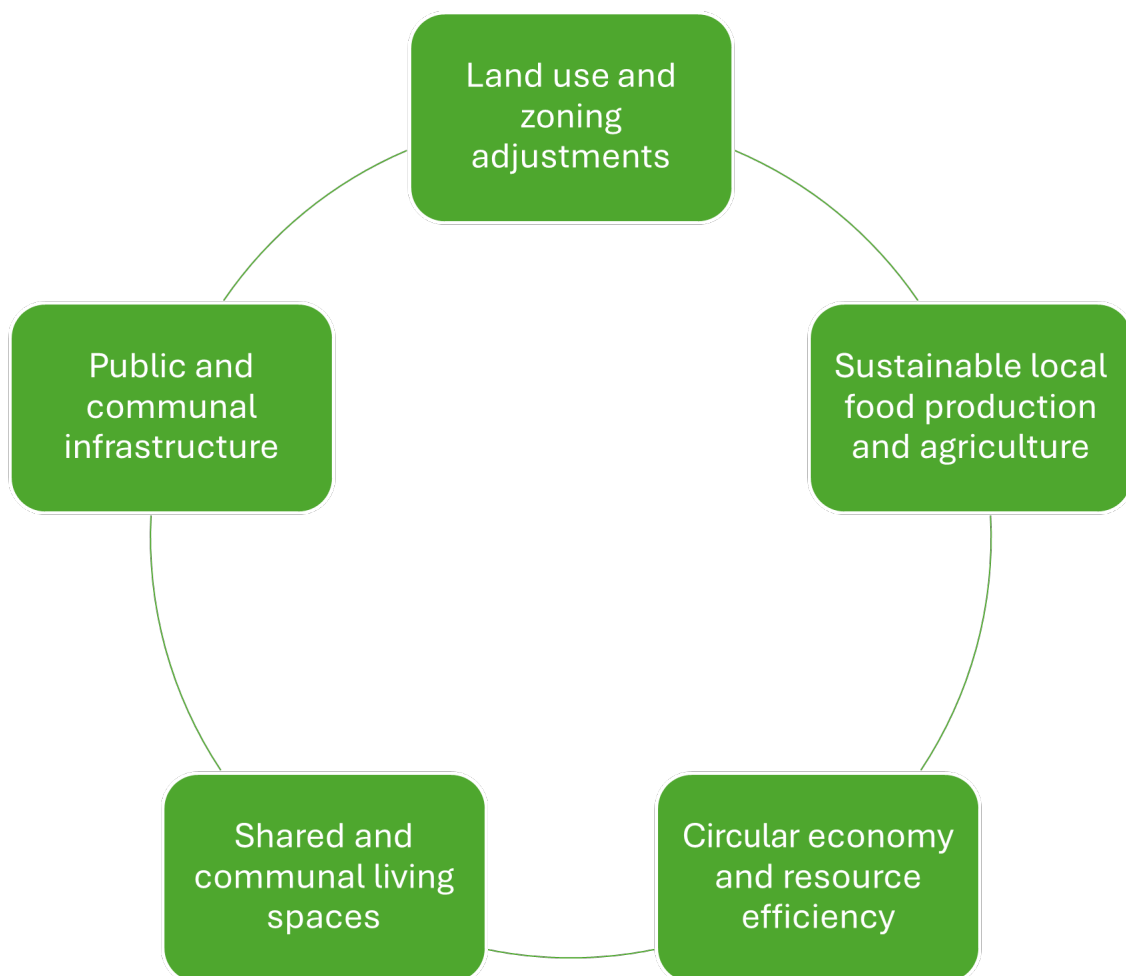 Land use and
zoning
adjustments
Public and
communal
infrastructure
Sustainable local
food production
and agriculture
Shared and
communal living
spaces
Circular economy
and resource
efficiency